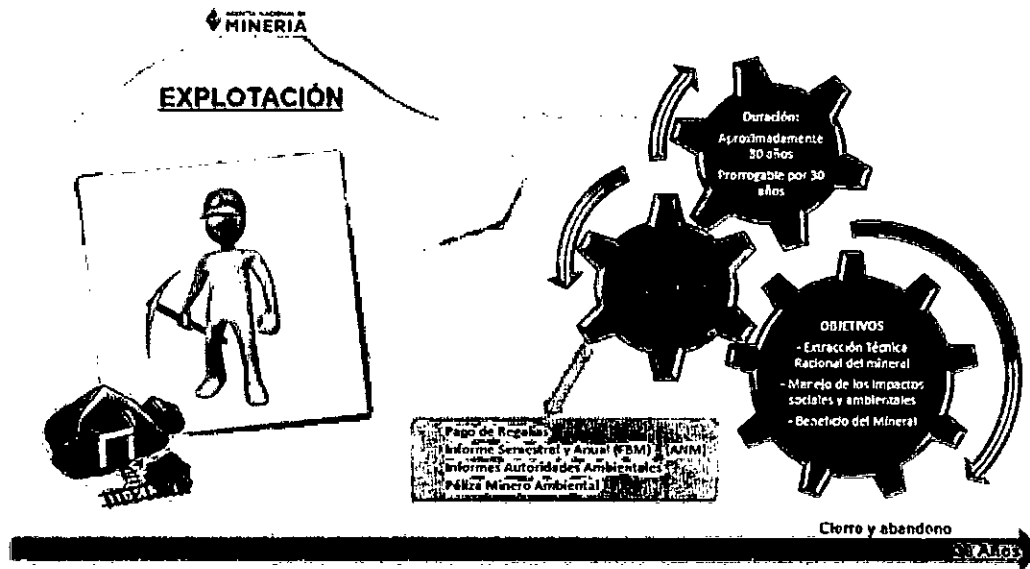 AGENCIA NACIONAL DE
MINERÍA
EXPLOTACIÓN
Duración:
Aproximadamente
30 años
Prorrogable por 30
años
OBJETIVOS
- Extracción Técnica
Racional del mineral
- Manejo de los impactos
sociales y ambientales
- Beneficio del Mineral
Pago de Regalías
Informe Semestral y Anual (FBM) (ANM)
Informes Autoridades Ambientales
Póliza Minero Ambiental
Cierre y abandono
Años